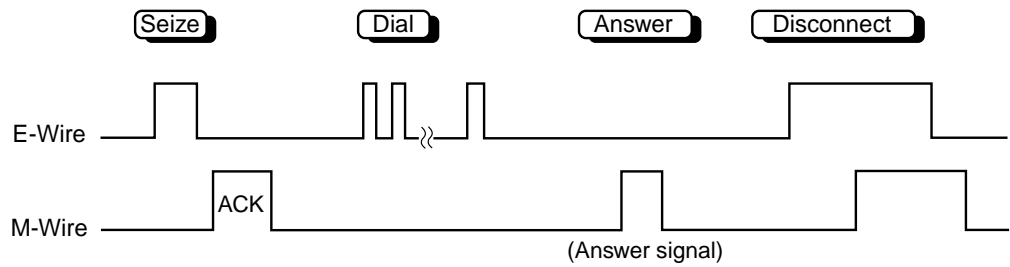 Seize Dial Answer Disconnect
E-Wire
ACK
M-Wire
(Answer signal)